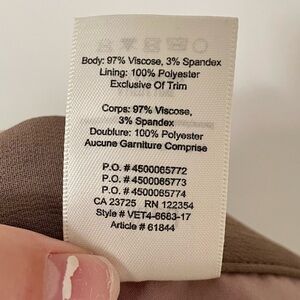 Body: 97% Viscose, 3% Spandex
Lining: 100% Polyester
Exclusive Of Trim
Corps: 97% Viscose,
3% Spandex
Doublure: 100% Polyester
Aucune Garniture Comprise
P.O. # 4500065772
P.O. # 4500065773
P.O. # 4500065774
CA 23725 RN 122354
Style # VET4-6683-17
Article # 61844